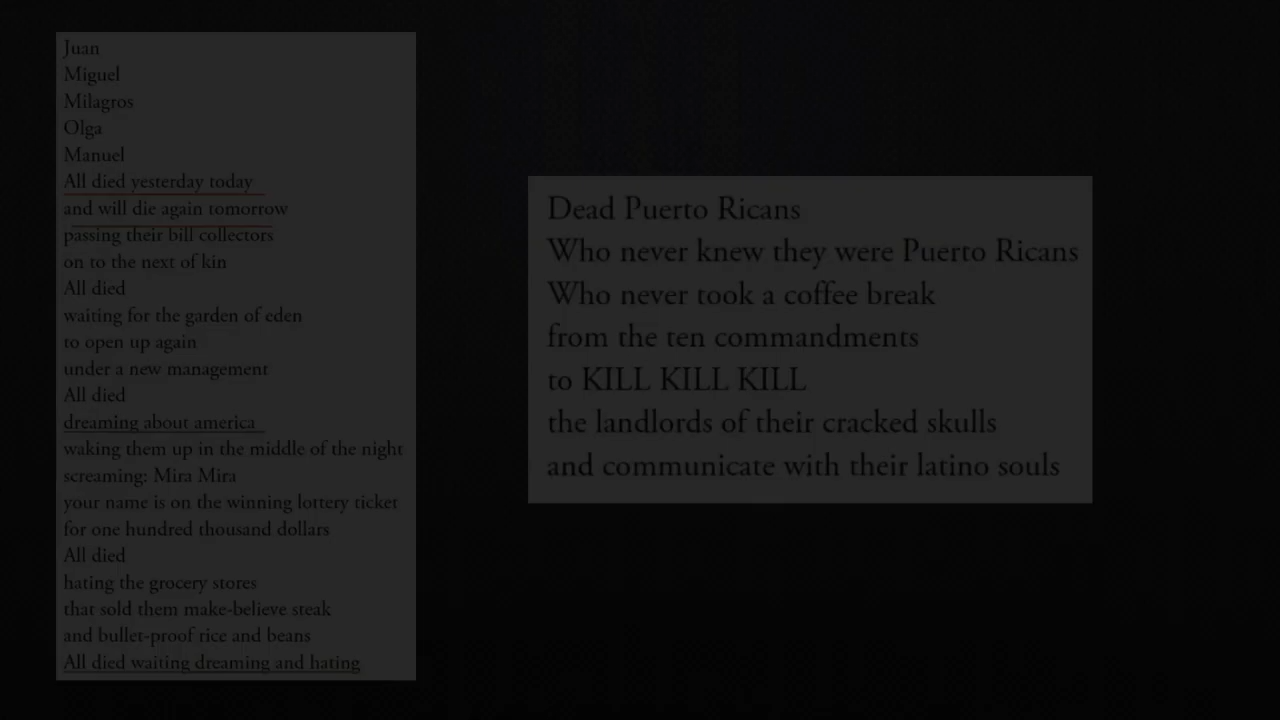 Juan
Miguel
Milagros
Olga
Manuel
All died yesterday today
and will die again tomorrow
passing their bill collectors
on to the next of kin
All died
waiting for the garden of eden
to open up again
under a new management
All died
dreaming about america
waking them up in the middle of the night
screaming: Mira Mira
your name is on the winning lottery ticket
for one hundred thousand dollars
All died
hating the grocery stores
that sold them make-believe steak
and bullet-proof rice and beans
All died waiting dreaming and hating
Dead Puerto Ricans
Who never knew they were Puerto Ricans
Who never took a coffee break
from the ten commandments
to KILL KILL KILL
the landlords of their cracked skulls
and communicate with their latino souls